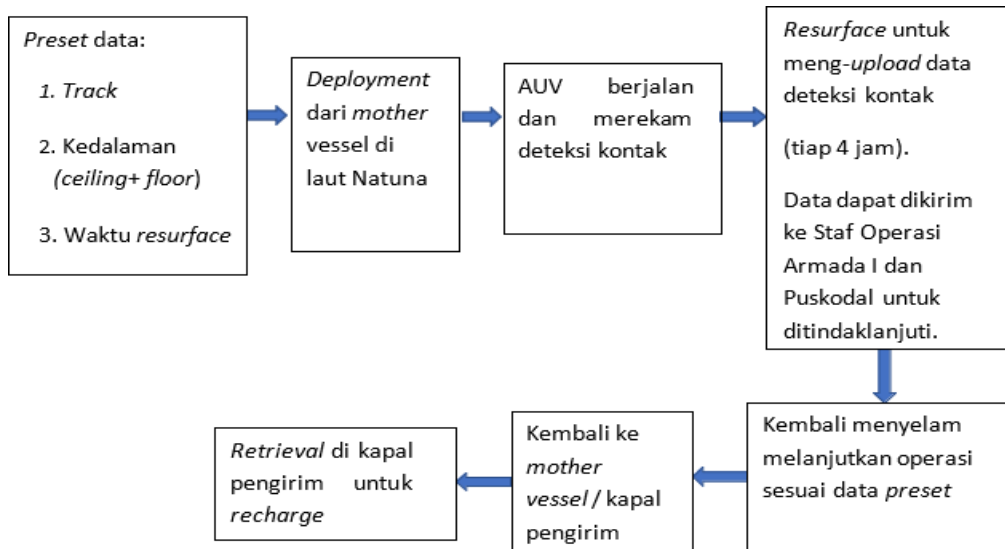 Preset data:
1. Track
2. Kedalaman
(ceiling+ floor)
3. Waktu resurface
Deployment
dari mother
vessel di
laut Natuna
AUV berjalan
dan merekam
deteksi kontak
Resurface untuk
meng-upload data
deteksi kontak
(tiap 4 jam).
Data dapat dikirim
ke Staf Operasi
Armada I dan
Puskodal untuk
ditindaklanjuti.
Kembali menyelam
melanjutkan operasi
sesuai data preset
Kembali ke
mother
vessel / kapal
pengirim
Retrieval di kapal
pengirim untuk
recharge